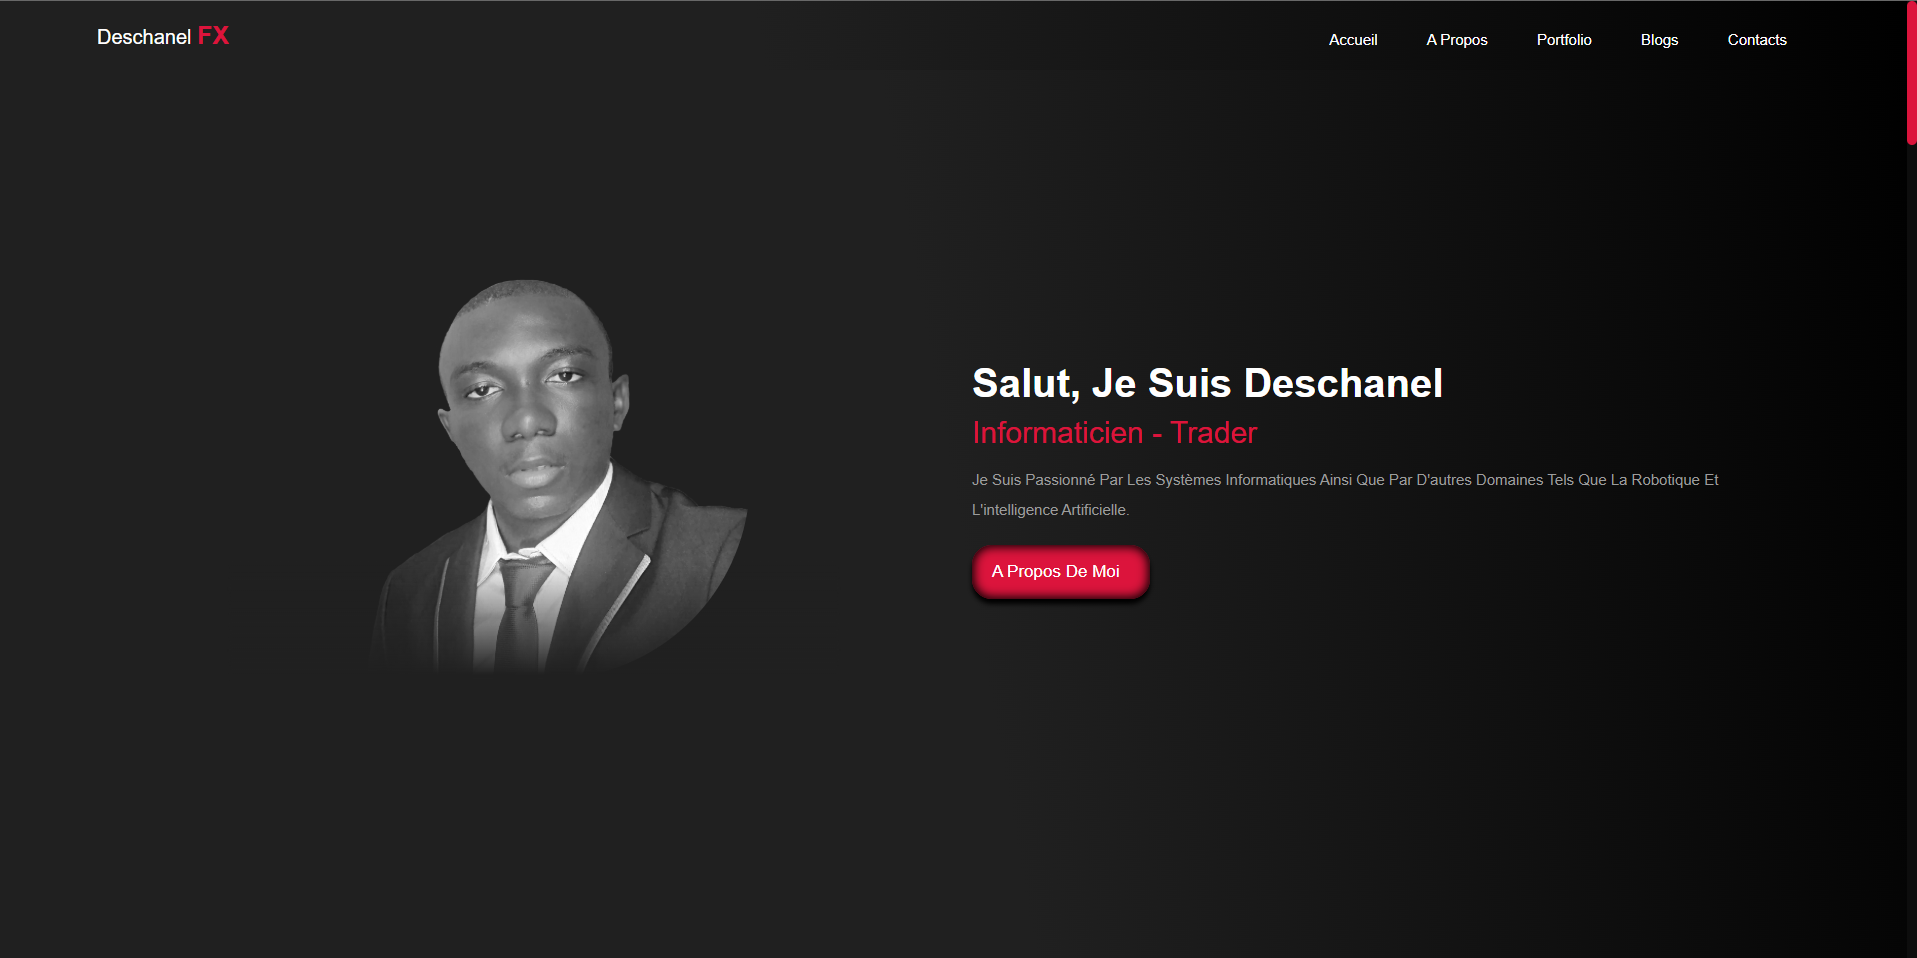 Deschanel FX
Accueil A Propos Portfolio Blogs Contacts
Salut, Je Suis Deschanel
Informaticien - Trader
Je Suis Passionné Par Les Systèmes Informatiques Ainsi Que Par D'autres Domaines Tels Que La Robotique Et
L'intelligence Artificielle.
A Propos De Moi